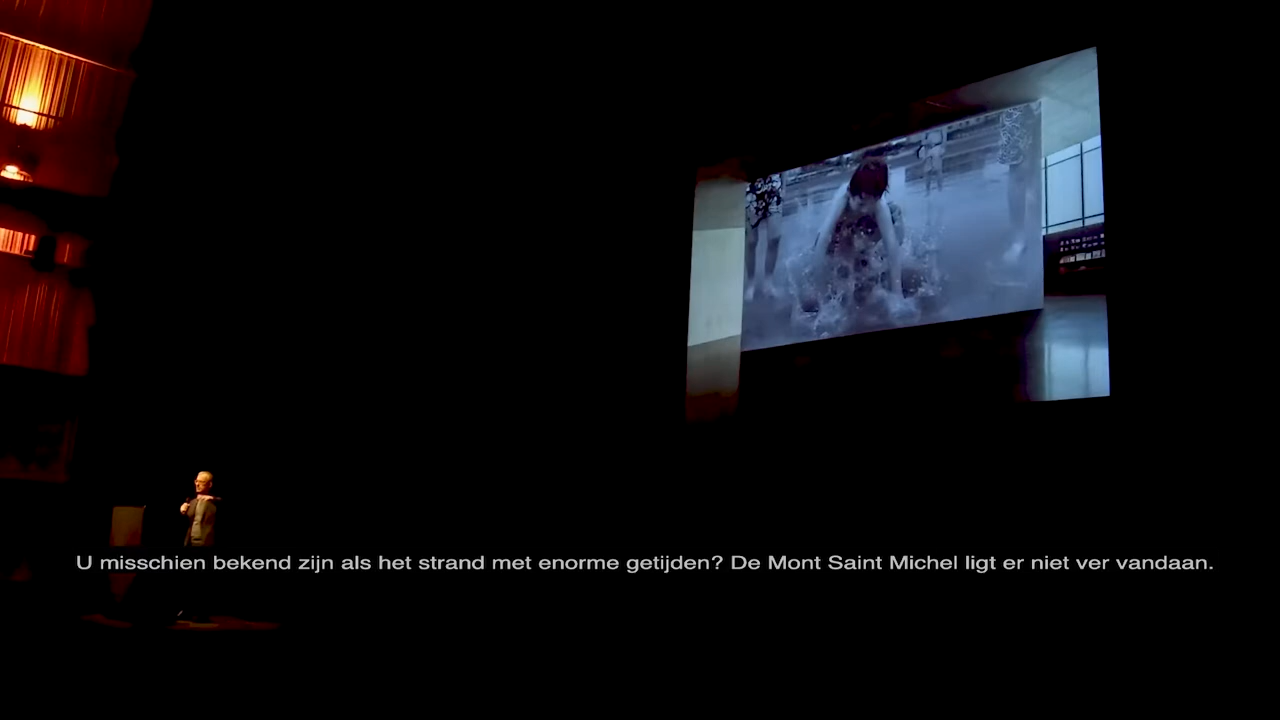 U misschien bekend zijn als het strand met enorme getijden? De Mont Saint Michel ligt er niet ver vandaan.